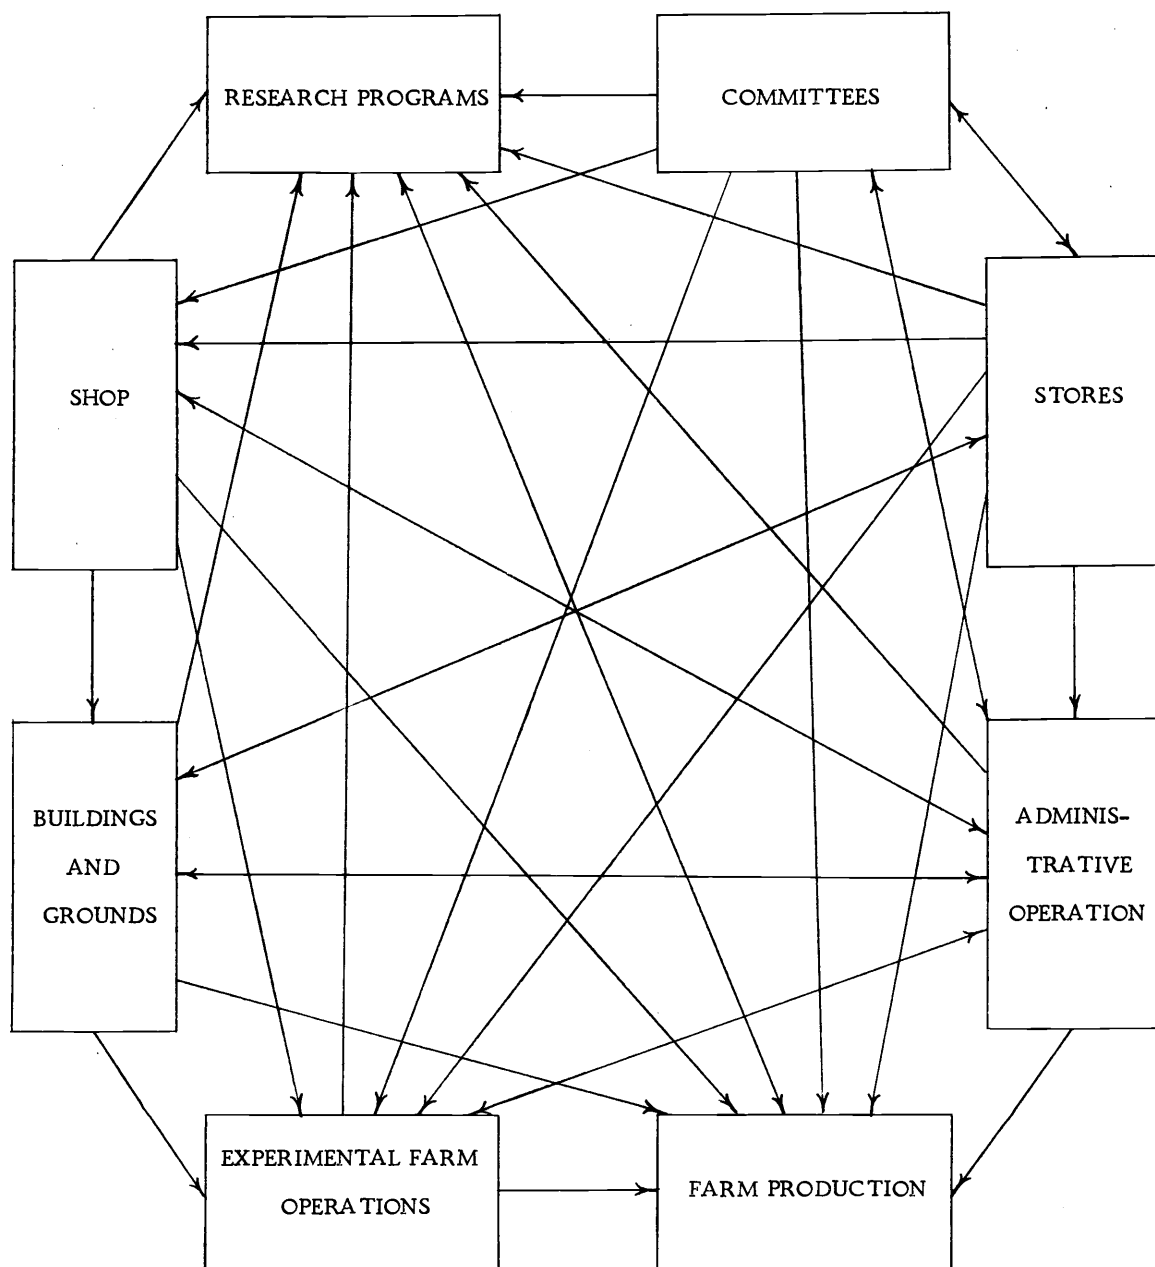 RESEARCH PROGRAMS
COMMITTEES
SHOP
STORES
BUILDINGS
AND
GROUNDS
ADMINIS-
TRATIVE
OPERATION
EXPERIMENTAL FARM
OPERATIONS
FARM PRODUCTION